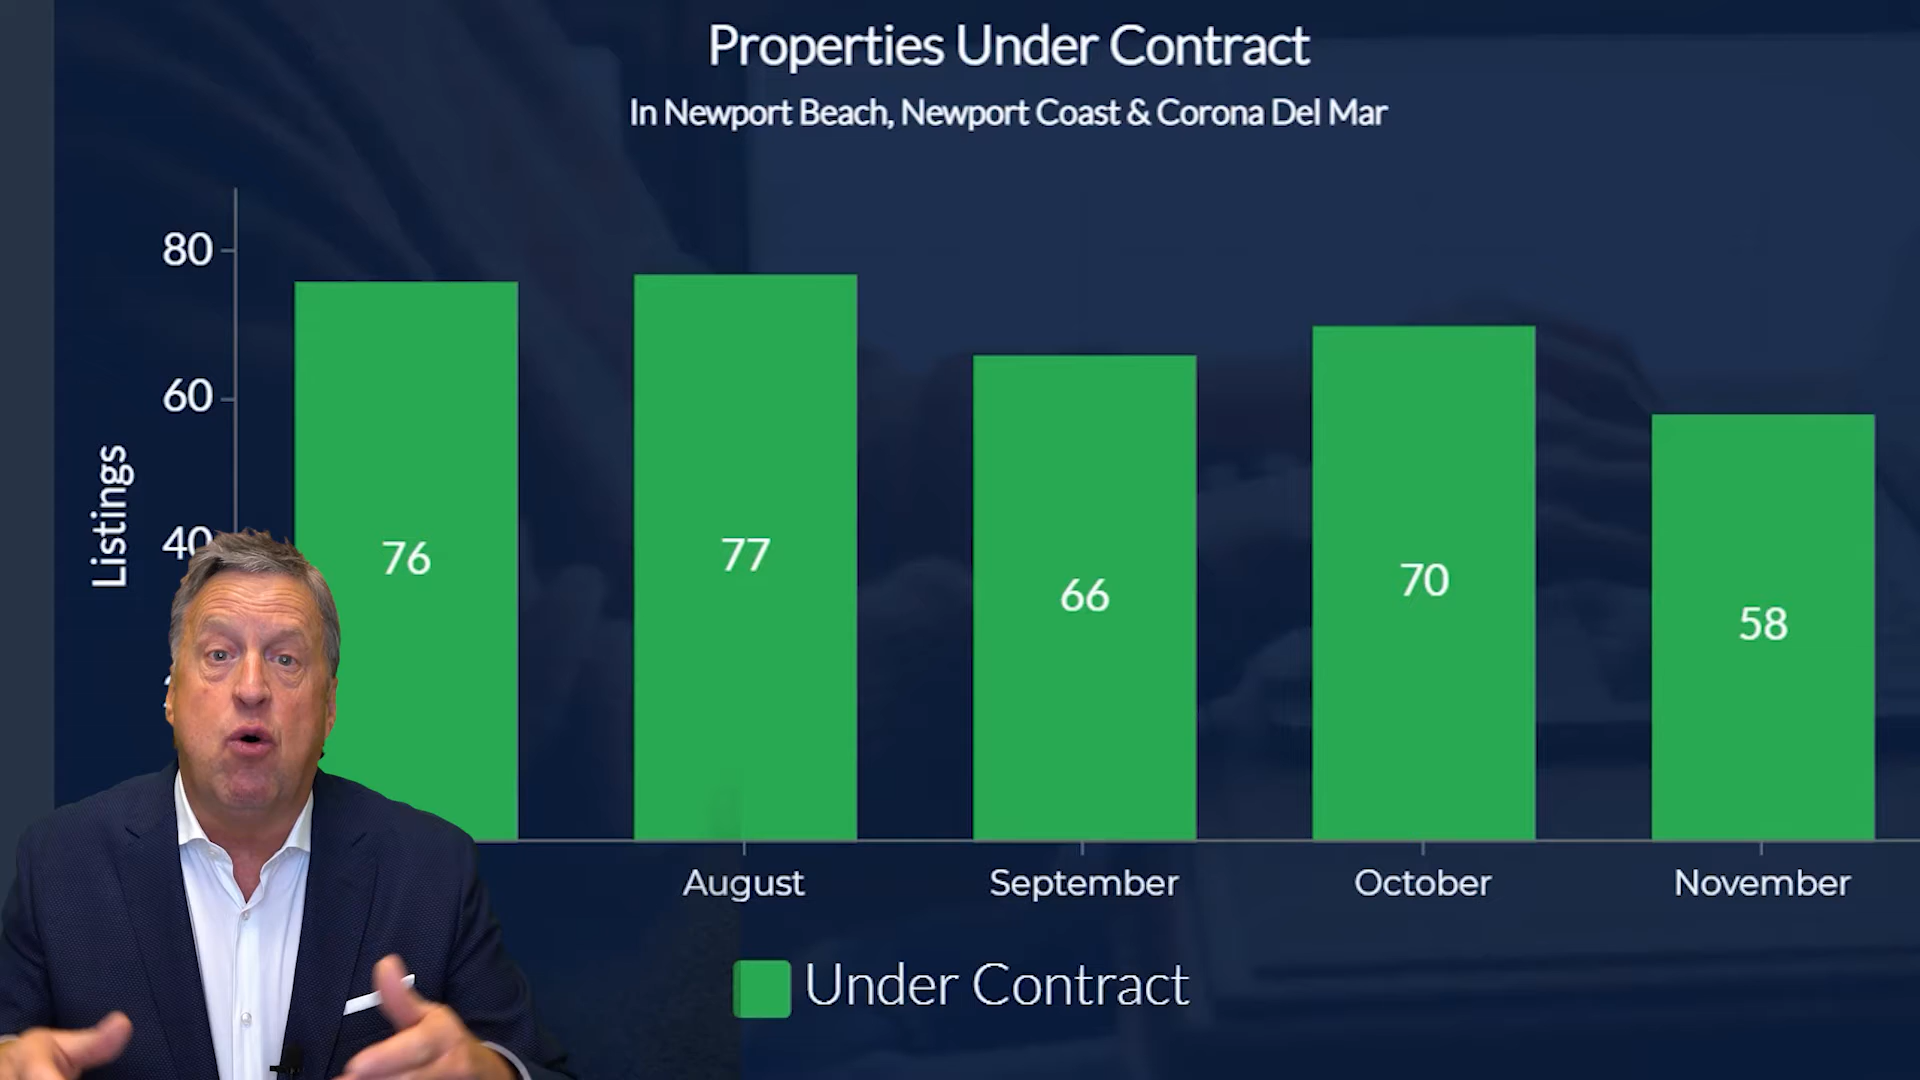 Properties Under Contract
In Newport Beach, Newport Coast & Corona Del Mar
80
60
40
Listings
76
77
66
70
58
August
September
October
November
Under Contract